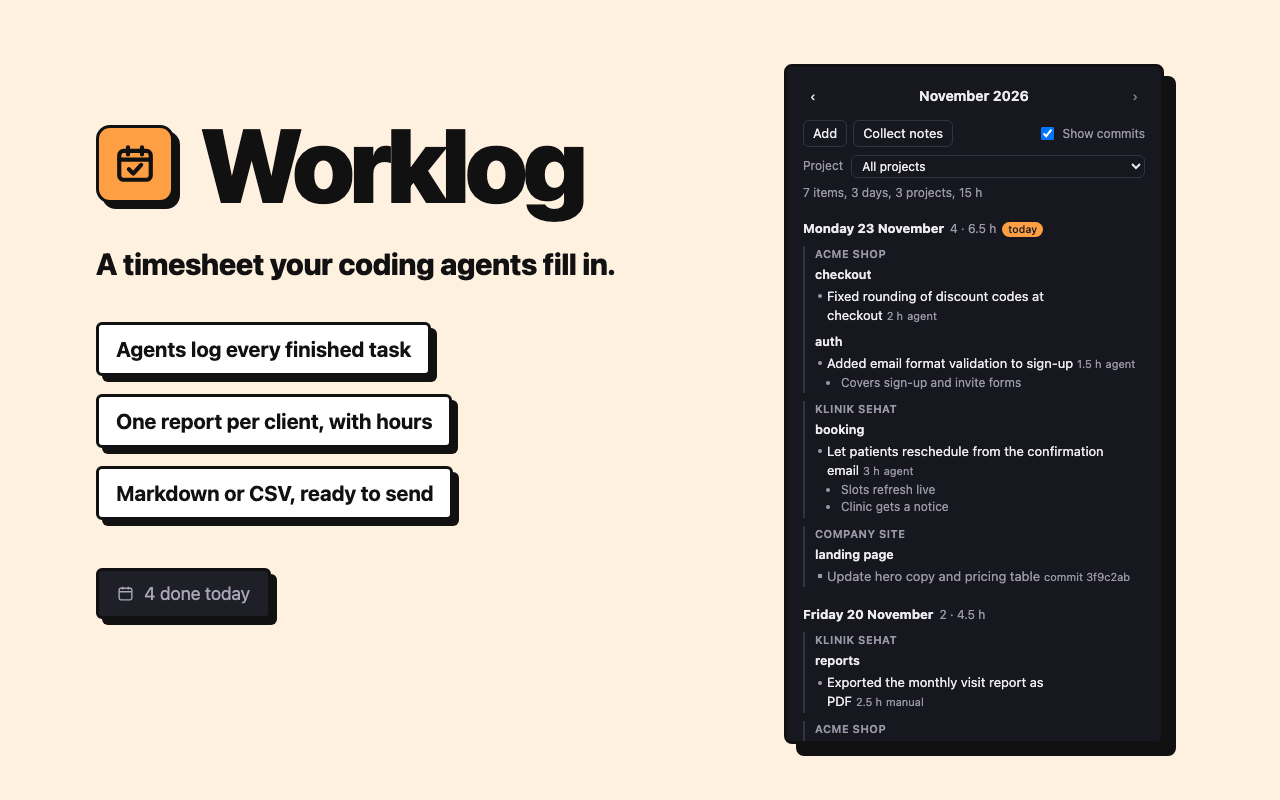 Worklog
A timesheet your coding agents fill in.
Agents log every finished task
One report per client, with hours
Markdown or CSV, ready to send
4 done today
‹ November 2026 ›
Add Collect notes Show commits
Project All projects
7 items, 3 days, 3 projects, 15 h
Monday 23 November 4 · 6.5 h today
ACME SHOP
checkout
• Fixed rounding of discount codes at
checkout 2 h agent
auth
• Added email format validation to sign-up 1.5 h agent
• Covers sign-up and invite forms
KLINIK SEHAT
booking
• Let patients reschedule from the confirmation
email 3 h agent
• Slots refresh live
• Clinic gets a notice
COMPANY SITE
landing page
▪ Update hero copy and pricing table commit 3f9c2ab
Friday 20 November 2 · 4.5 h
KLINIK SEHAT
reports
• Exported the monthly visit report as
PDF 2.5 h manual
ACME SHOP